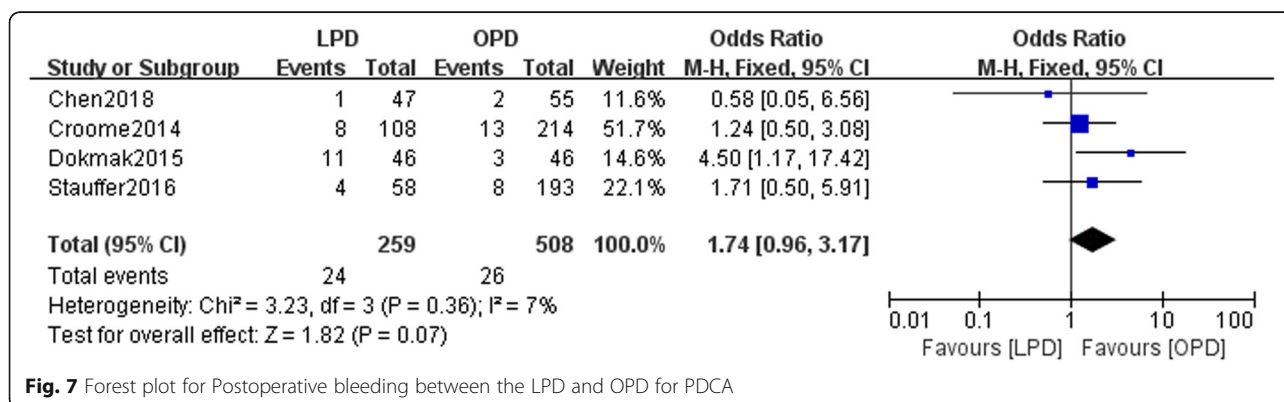 LPD OPD Odds Ratio Odds Ratio
Study or Subgroup Events Total Events Total Weight M-H, Fixed, 95% CI M-H, Fixed, 95% CI
Chen2018 1 47 2 55 11.6% 0.58 [0.05, 6.56]
Croome2014 8 108 13 214 51.7% 1.24 [0.50, 3.08]
Dokmak2015 11 46 3 46 14.6% 4.50 [1.17, 17.42]
Stauffer2016 4 58 8 193 22.1% 1.71 [0.50, 5.91]
Total (95% CI) 259 508 100.0% 1.74 [0.96, 3.17]
Total events 24 26
Heterogeneity: Chi² = 3.23, df = 3 (P = 0.36); I² = 7%
Test for overall effect: Z = 1.82 (P = 0.07)
0.01 0.1 1 10 100
Favours [LPD] Favours [OPD]
Fig. 7 Forest plot for Postoperative bleeding between the LPD and OPD for PDCA